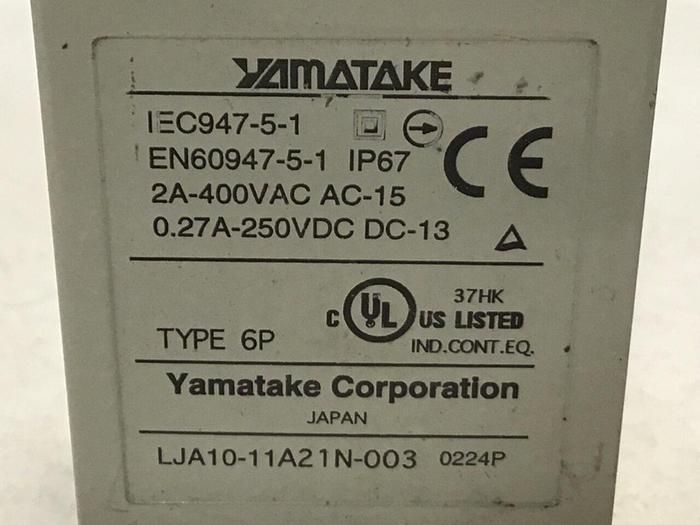 YAMATAKE
IEC947-5-1
EN60947-5-1 IP67
2A-400VAC AC-15
0.27A-250VDC DC-13
CE
C UL US LISTED 37HK
IND.CONT.EQ.
TYPE 6P
Yamatake Corporation
JAPAN
LJA10-11A21N-003 0224P